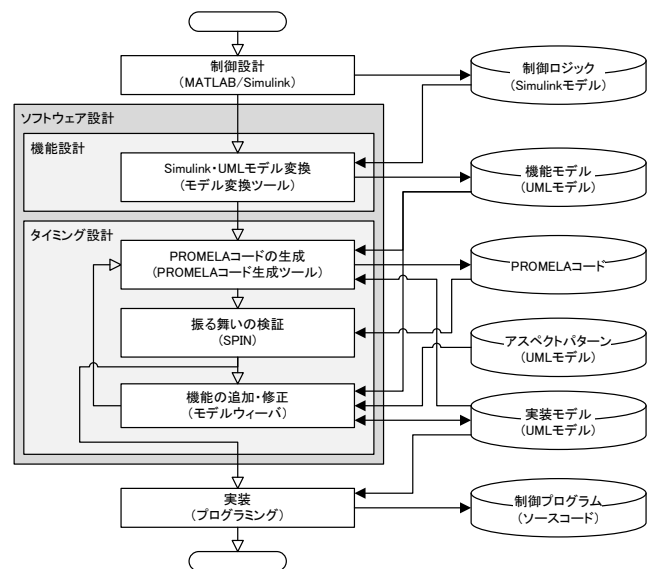 制御設計
(MATLAB/Simulink)
制御ロジック
(Simulinkモデル)
ソフトウェア設計
機能設計
Simulink・UMLモデル変換
(モデル変換ツール)
機能モデル
(UMLモデル)
タイミング設計
PROMELAコードの生成
(PROMELAコード生成ツール)
PROMELAコード
振る舞いの検証
(SPIN)
アスペクトパターン
(UMLモデル)
機能の追加・修正
(モデルウィーバ)
実装モデル
(UMLモデル)
実装
(プログラミング)
制御プログラム
(ソースコード)